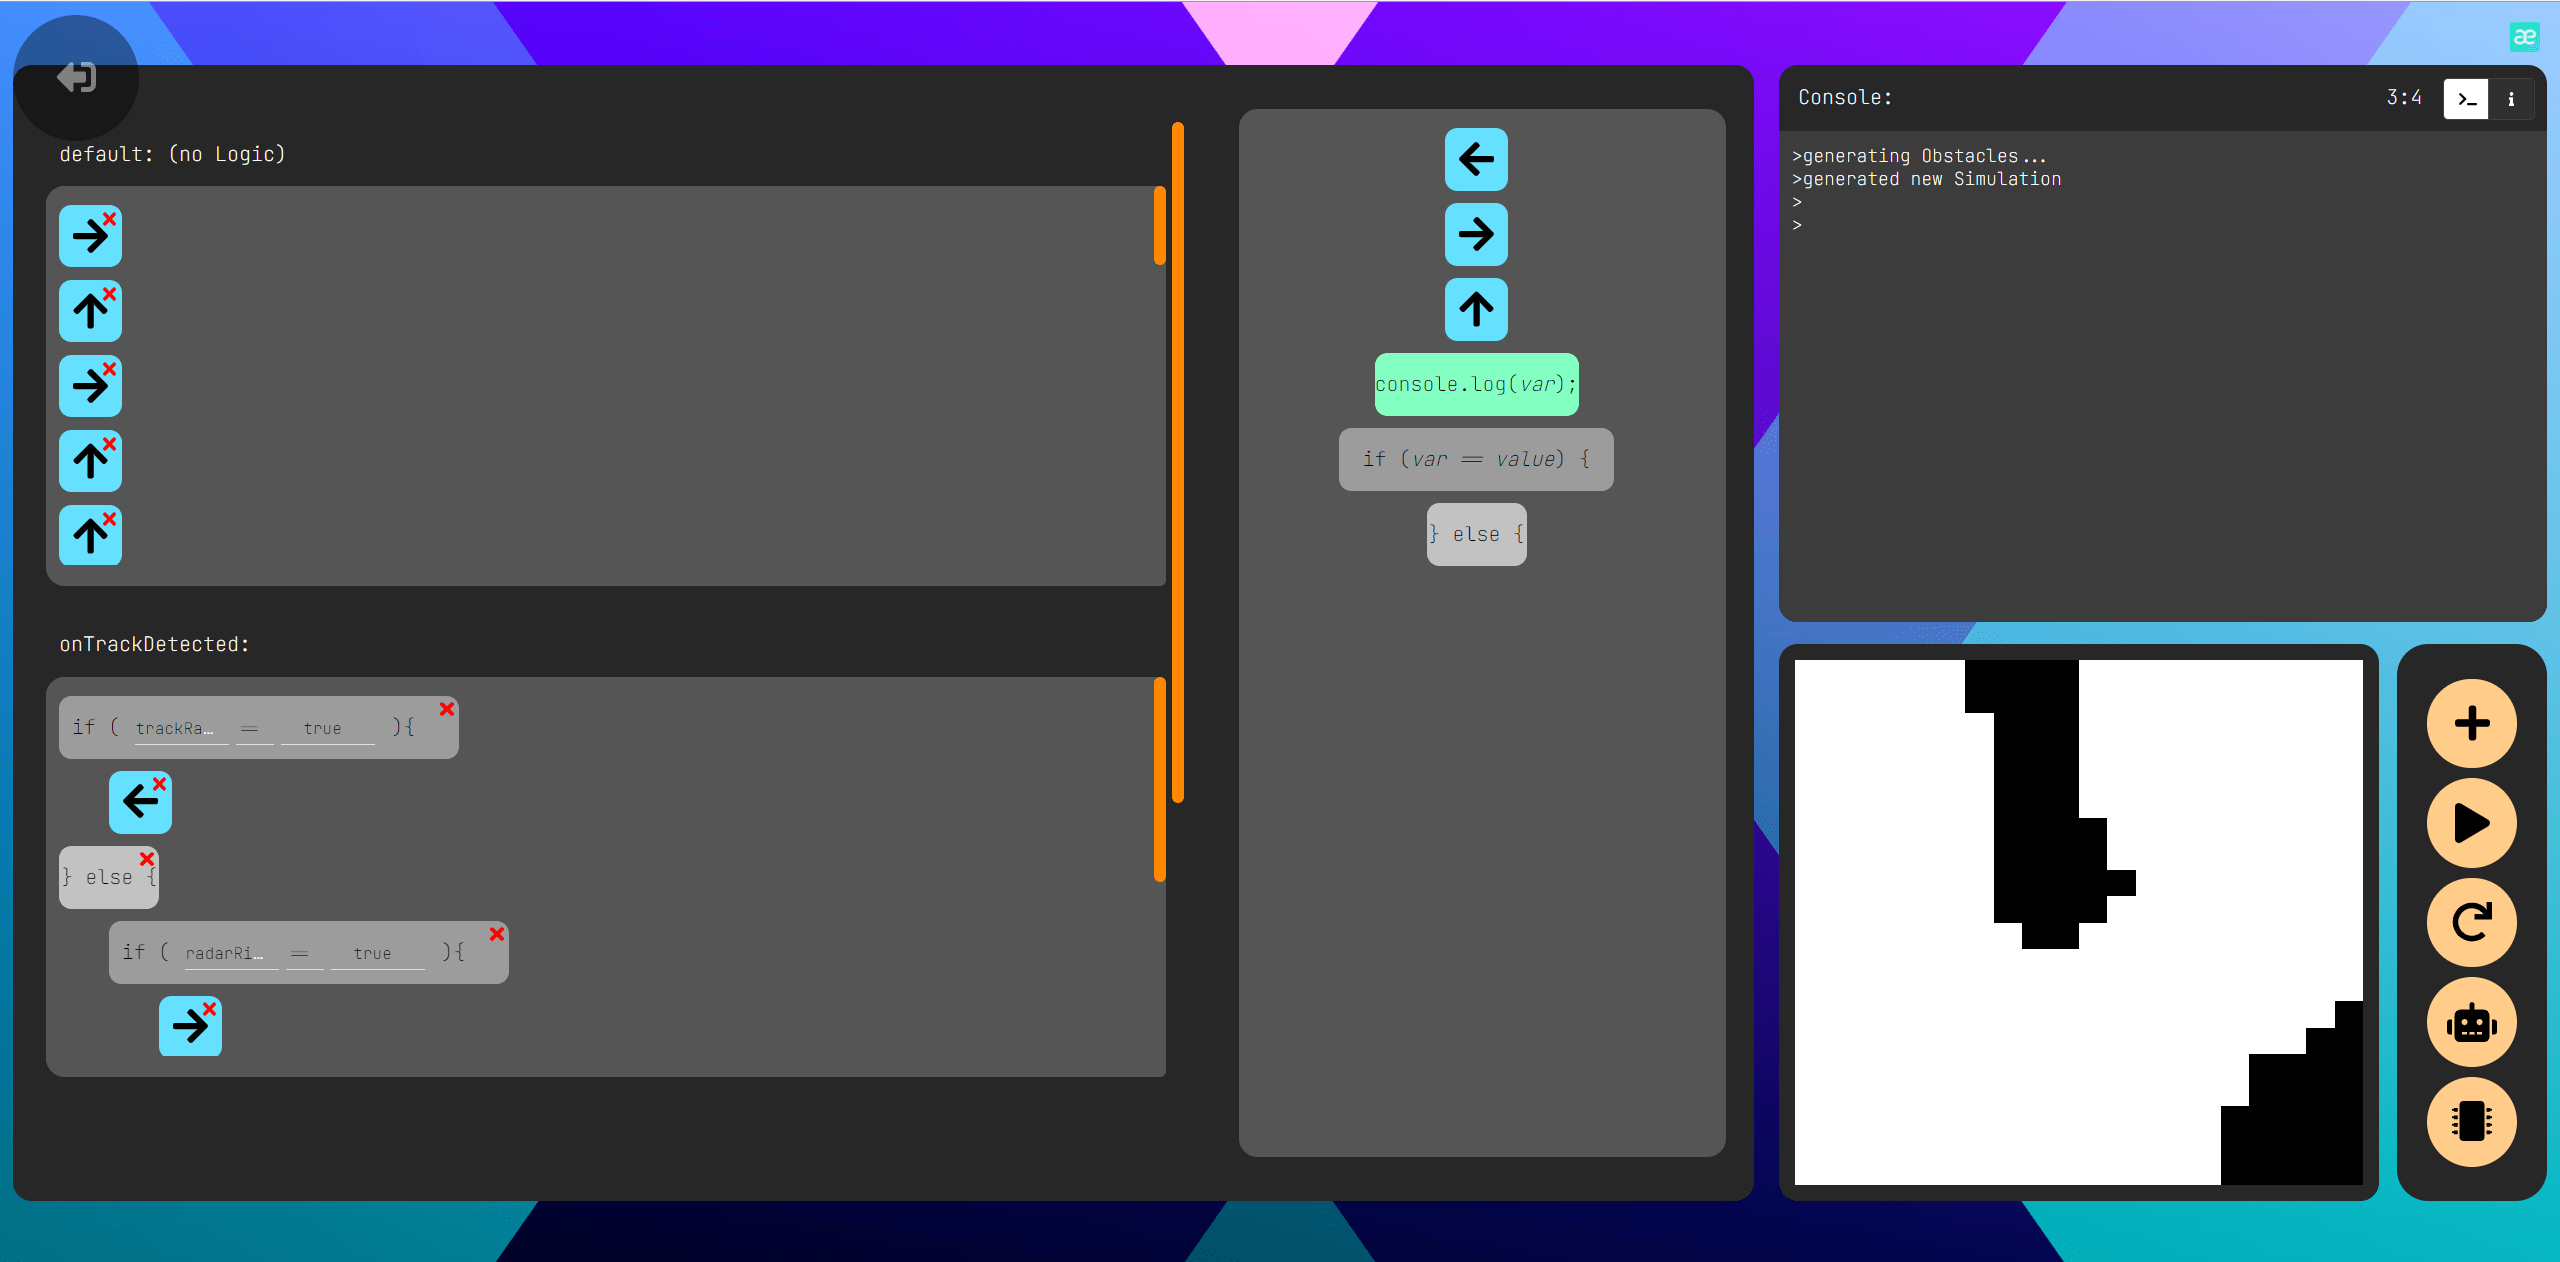 default: (no Logic)
onTrackDetected:
if ( trackRa… == true ){
} else {
if ( radarRi… == true ){
console.log(var);
if (var == value) {
} else {
Console:
3:4
>_
i
æ
>generating Obstacles...
>generated new Simulation
>
>